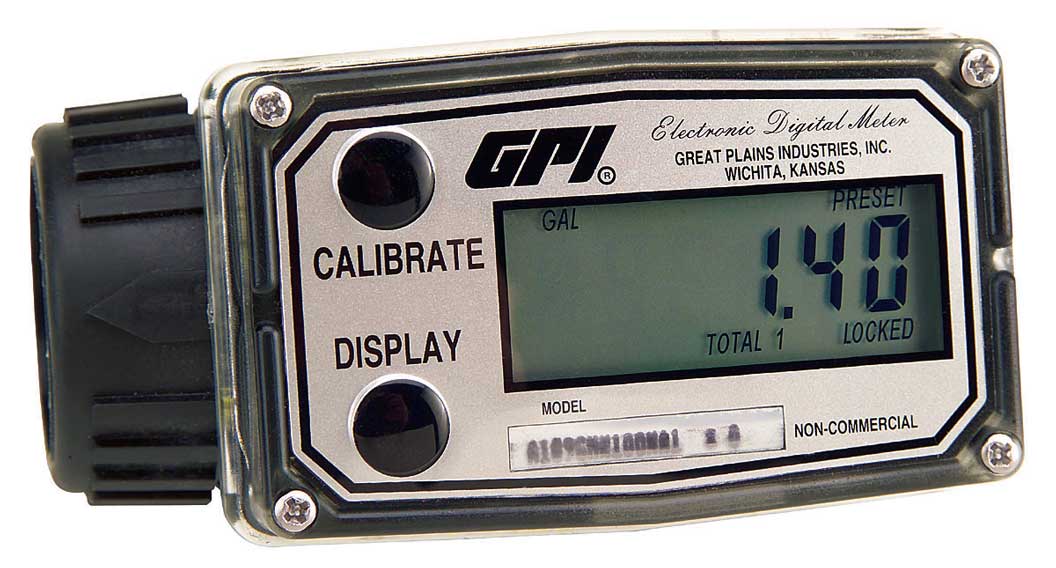 GPI®
Electronic Digital Meter
GREAT PLAINS INDUSTRIES, INC.
WICHITA, KANSAS
CALIBRATE
DISPLAY
GAL
PRESET
1.40
TOTAL 1
LOCKED
MODEL
NON-COMMERCIAL